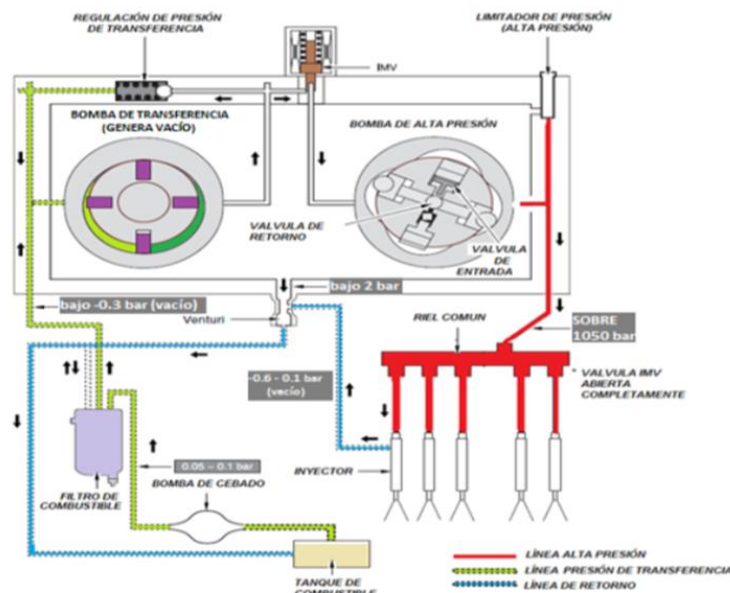 REGULACIÓN DE PRESIÓN
DE TRANSFERENCIA
LIMITADOR DE PRESIÓN
(ALTA PRESIÓN)
IMV
BOMBA DE TRANSFERENCIA
(GENERA VACÍO)
BOMBA DE ALTA PRESIÓN
VALVULA DE
RETORNO
VALVULA
DE
ENTRADA
bajo -0.3 bar (vacío)
bajo 2 bar
Venturi
RIEL COMUN
SOBRE
1050 bar
-0.6 - 0.1 bar
(vacío)
* VALVULA IMV
ABIERTA
COMPLETAMENTE
0.05 – 0.1 bar
INYECTOR
FILTRO DE
COMBUSTIBLE
BOMBA DE CEBADO
TANQUE DE
COMBUSTIBLE
LÍNEA ALTA PRESIÓN
LÍNEA PRESIÓN DE TRANSFERENCIA
LÍNEA DE RETORNO